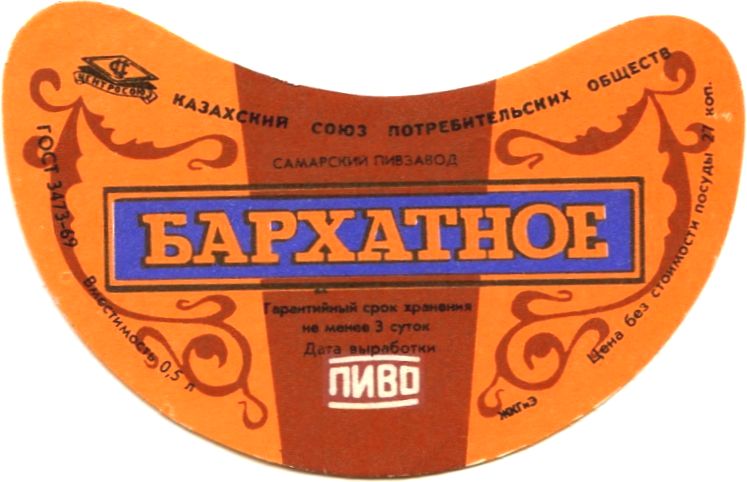 ЦЕНТРОСОЮЗ
КАЗАХСКИЙ СОЮЗ ПОТРЕБИТЕЛЬСКИХ ОБЩЕСТВ
САМАРСКИЙ ПИВЗАВОД
БАРХАТНОЕ
ГОСТ 3473-69
Вместимость 0,5 л
Гарантийный срок хранения
не менее 3 суток
Дата выработки
ПИВО
Цена без стоимости посуды 27 коп.
ЖКГиЭ